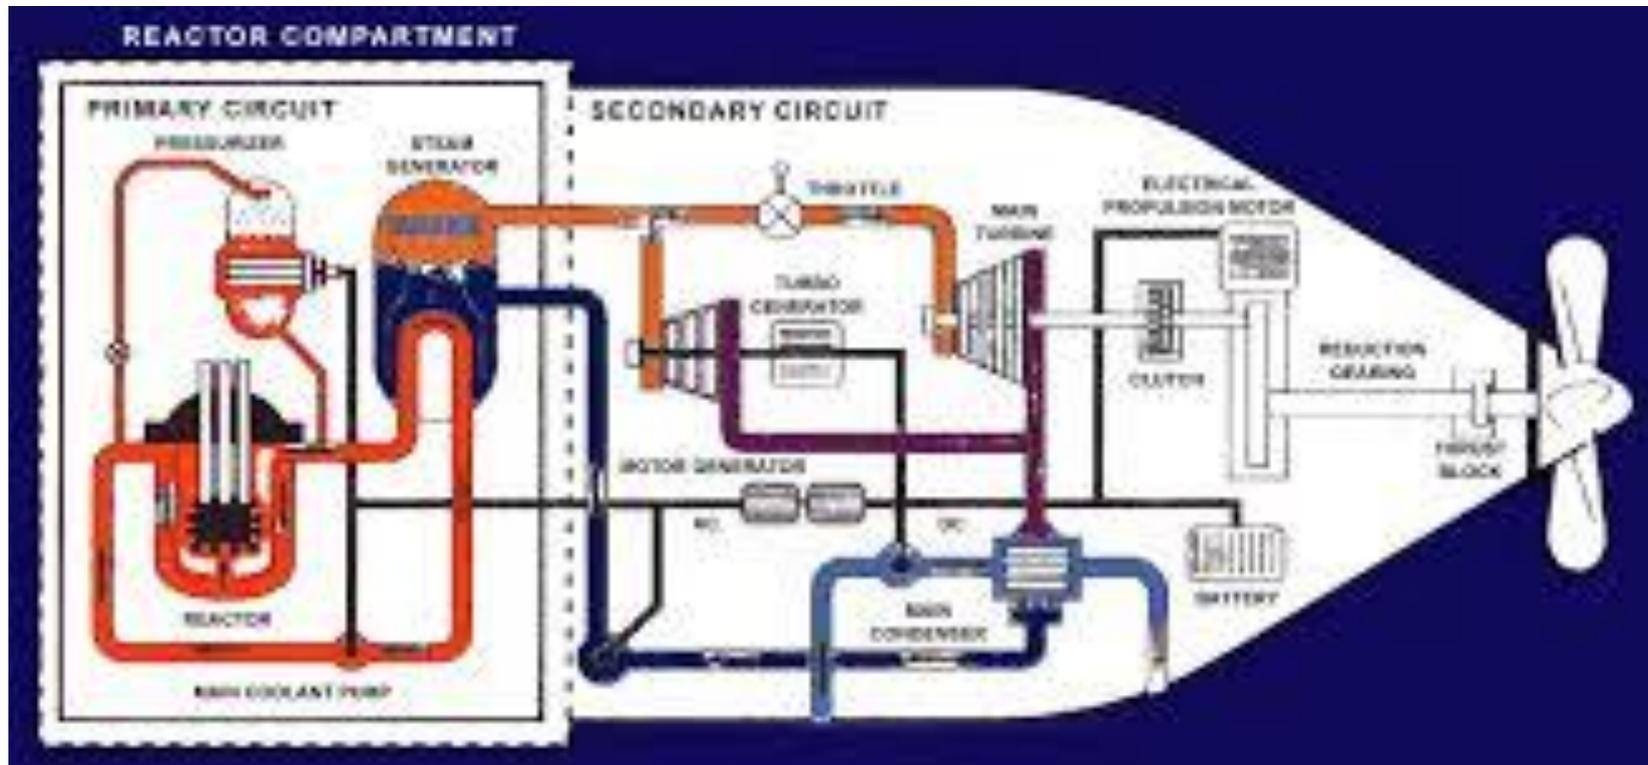 REACTOR COMPARTMENT
PRIMARY CIRCUIT
SECONDARY CIRCUIT
PRESSURIZER
STEAM
GENERATOR
THROTTLE
ELECTRICAL
PROPULSION MOTOR
MAIN
TURBINE
TURBO
GENERATOR
CLUTCH
REDUCTION
GEARING
THRUST
BLOCK
MOTOR GENERATOR
DC
MAIN
CONDENSER
BATTERY
REACTOR
MAIN COOLANT PUMP